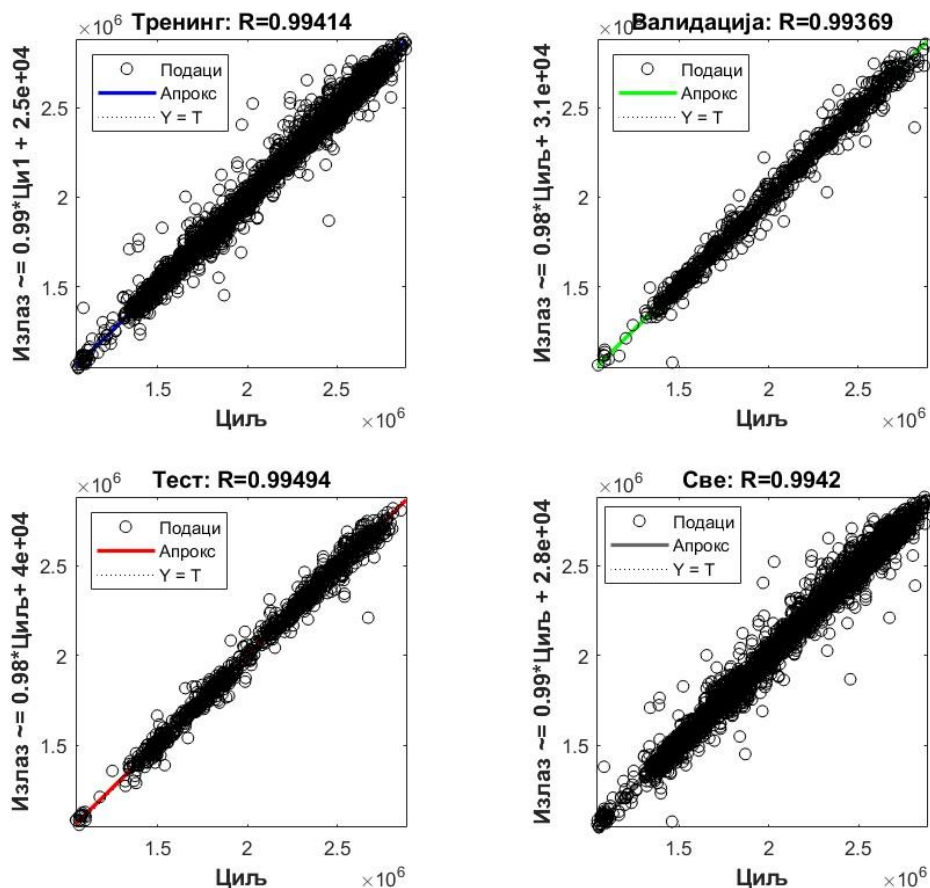 ×10⁶
Тренинг: R=0.99414
Излаз ~= 0.99*Ци1 + 2.5e+04
Подаци
Апрокс
Y = T
2.5
2
1.5
1.5
2
2.5
Циљ
×10⁶
×10⁶
Валидација: R=0.99369
Излаз ~= 0.98*Циљ+ 3.1e+04
Подаци
Апрокс
Y = T
2.5
2
1.5
1.5
2
2.5
Циљ
×10⁶
×10⁶
Тест: R=0.99494
Излаз ~= 0.98*Циљ+ 4e+04
Подаци
Апрокс
Y = T
2.5
2
1.5
1.5
2
2.5
Циљ
×10⁶
×10⁶
Све: R=0.9942
Излаз ~= 0.99*Циљ + 2.8e+04
Подаци
Апрокс
Y = T
2.5
2
1.5
1.5
2
2.5
Циљ
×10⁶